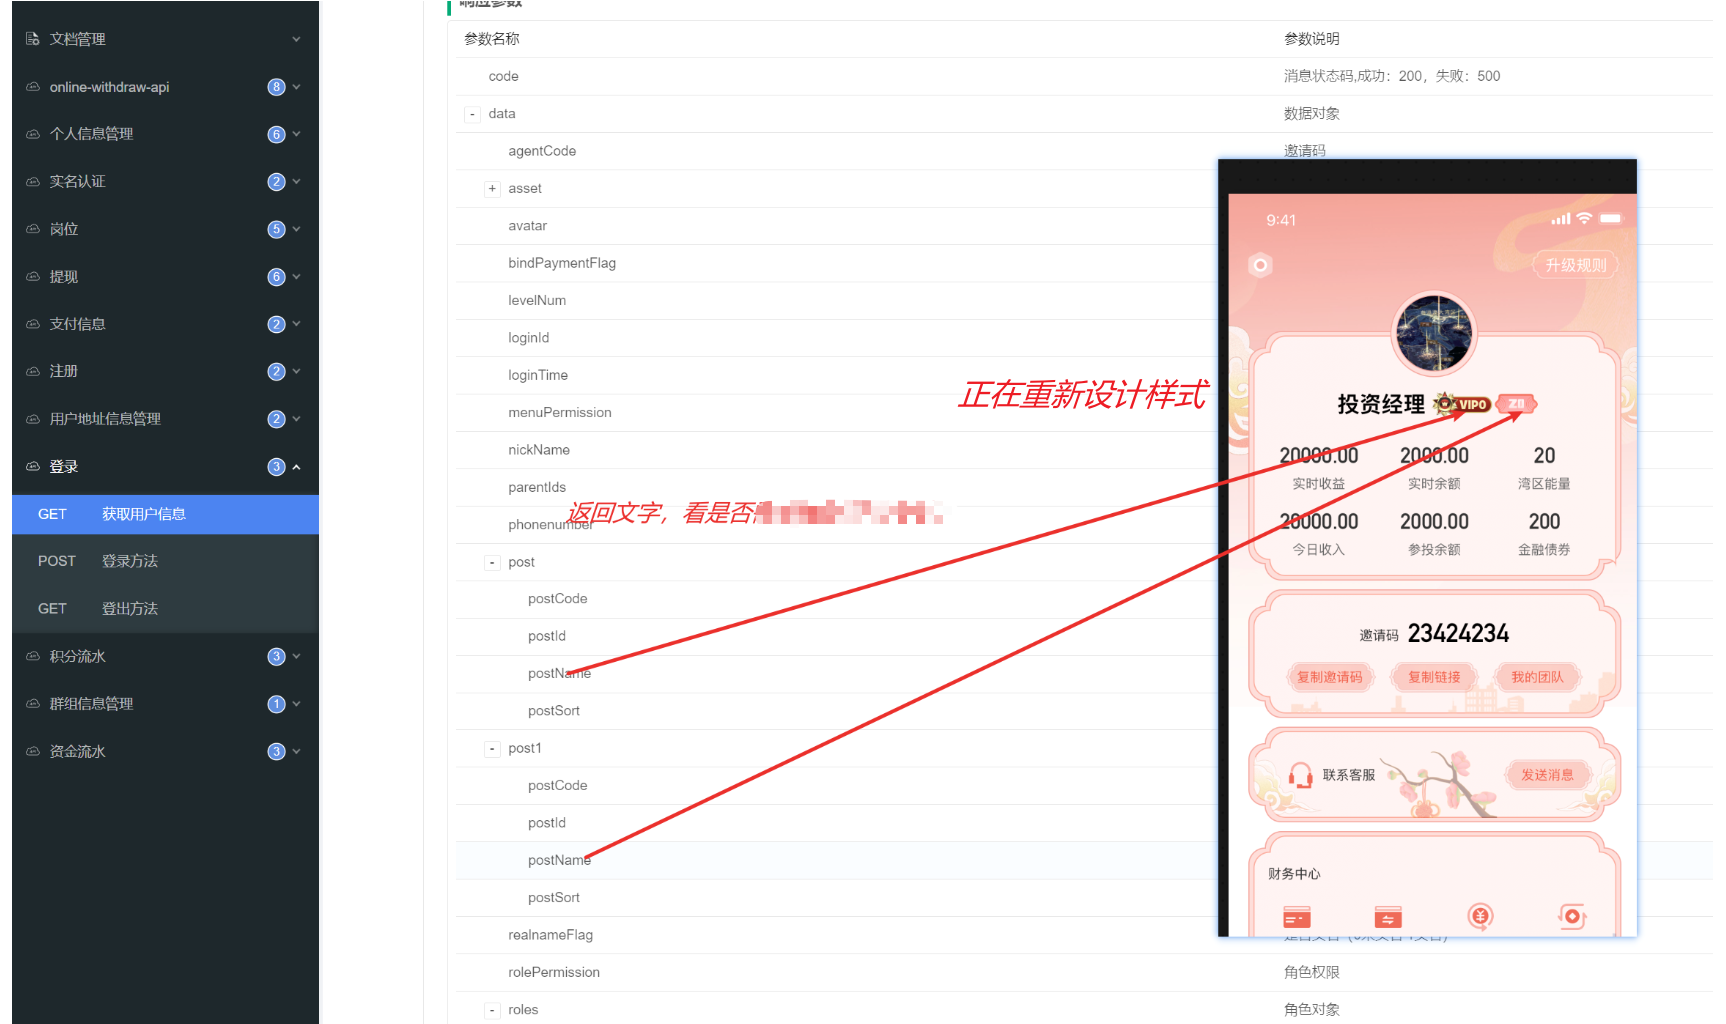 文档管理
online-withdraw-api 8
个人信息管理 6
实名认证 2
岗位 5
提现 6
支付信息 2
注册 2
用户地址信息管理 2
登录 3
GET 获取用户信息
POST 登录方法
GET 登出方法
积分流水 3
群组信息管理 1
资金流水 3
响应参数
参数名称 参数说明
code 消息状态码,成功：200，失败：500
- data 数据对象
agentCode 邀请码
+ asset
avatar
bindPaymentFlag
levelNum
loginId
loginTime
menuPermission
nickName
parentIds
phonenumber
- post
postCode
postId
postName
postSort
- post1
postCode
postId
postName
postSort
realnameFlag
rolePermission 角色权限
- roles 角色对象
正在重新设计样式
返回文字，看是否
9:41
升级规则
投资经理 VIP0 Z0
20000.00 2000.00 20
实时收益 实时余额 湾区能量
20000.00 2000.00 200
今日收入 参投余额 金融债券
邀请码 23424234
复制邀请码 复制链接 我的团队
联系客服 发送消息
财务中心